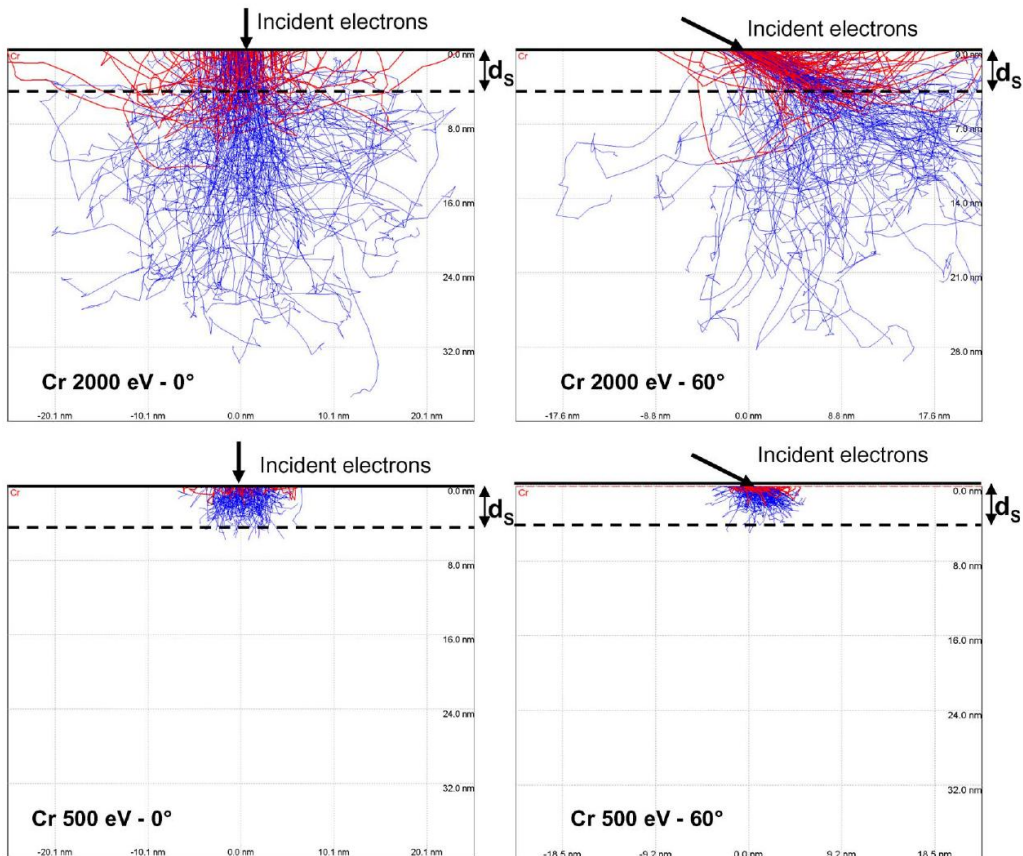 Incident electrons
Cr
0.0 nm
dS
8.0 nm
16.0 nm
24.0 nm
32.0 nm
Cr 2000 eV - 0°
-20.1 nm -10.1 nm 0.0 nm 10.1 nm 20.1 nm
Incident electrons
Cr
0.0 nm
dS
7.0 nm
14.0 nm
21.0 nm
28.0 nm
Cr 2000 eV - 60°
-17.6 nm -8.8 nm 0.0 nm 8.8 nm 17.6 nm
Incident electrons
Cr
0.0 nm
dS
8.0 nm
16.0 nm
24.0 nm
32.0 nm
Cr 500 eV - 0°
-20.1 nm -10.1 nm 0.0 nm 10.1 nm 20.1 nm
Incident electrons
Cr
0.0 nm
dS
8.0 nm
16.0 nm
24.0 nm
32.0 nm
Cr 500 eV - 60°
-18.5 nm -9.2 nm 0.0 nm 9.2 nm 18.5 nm